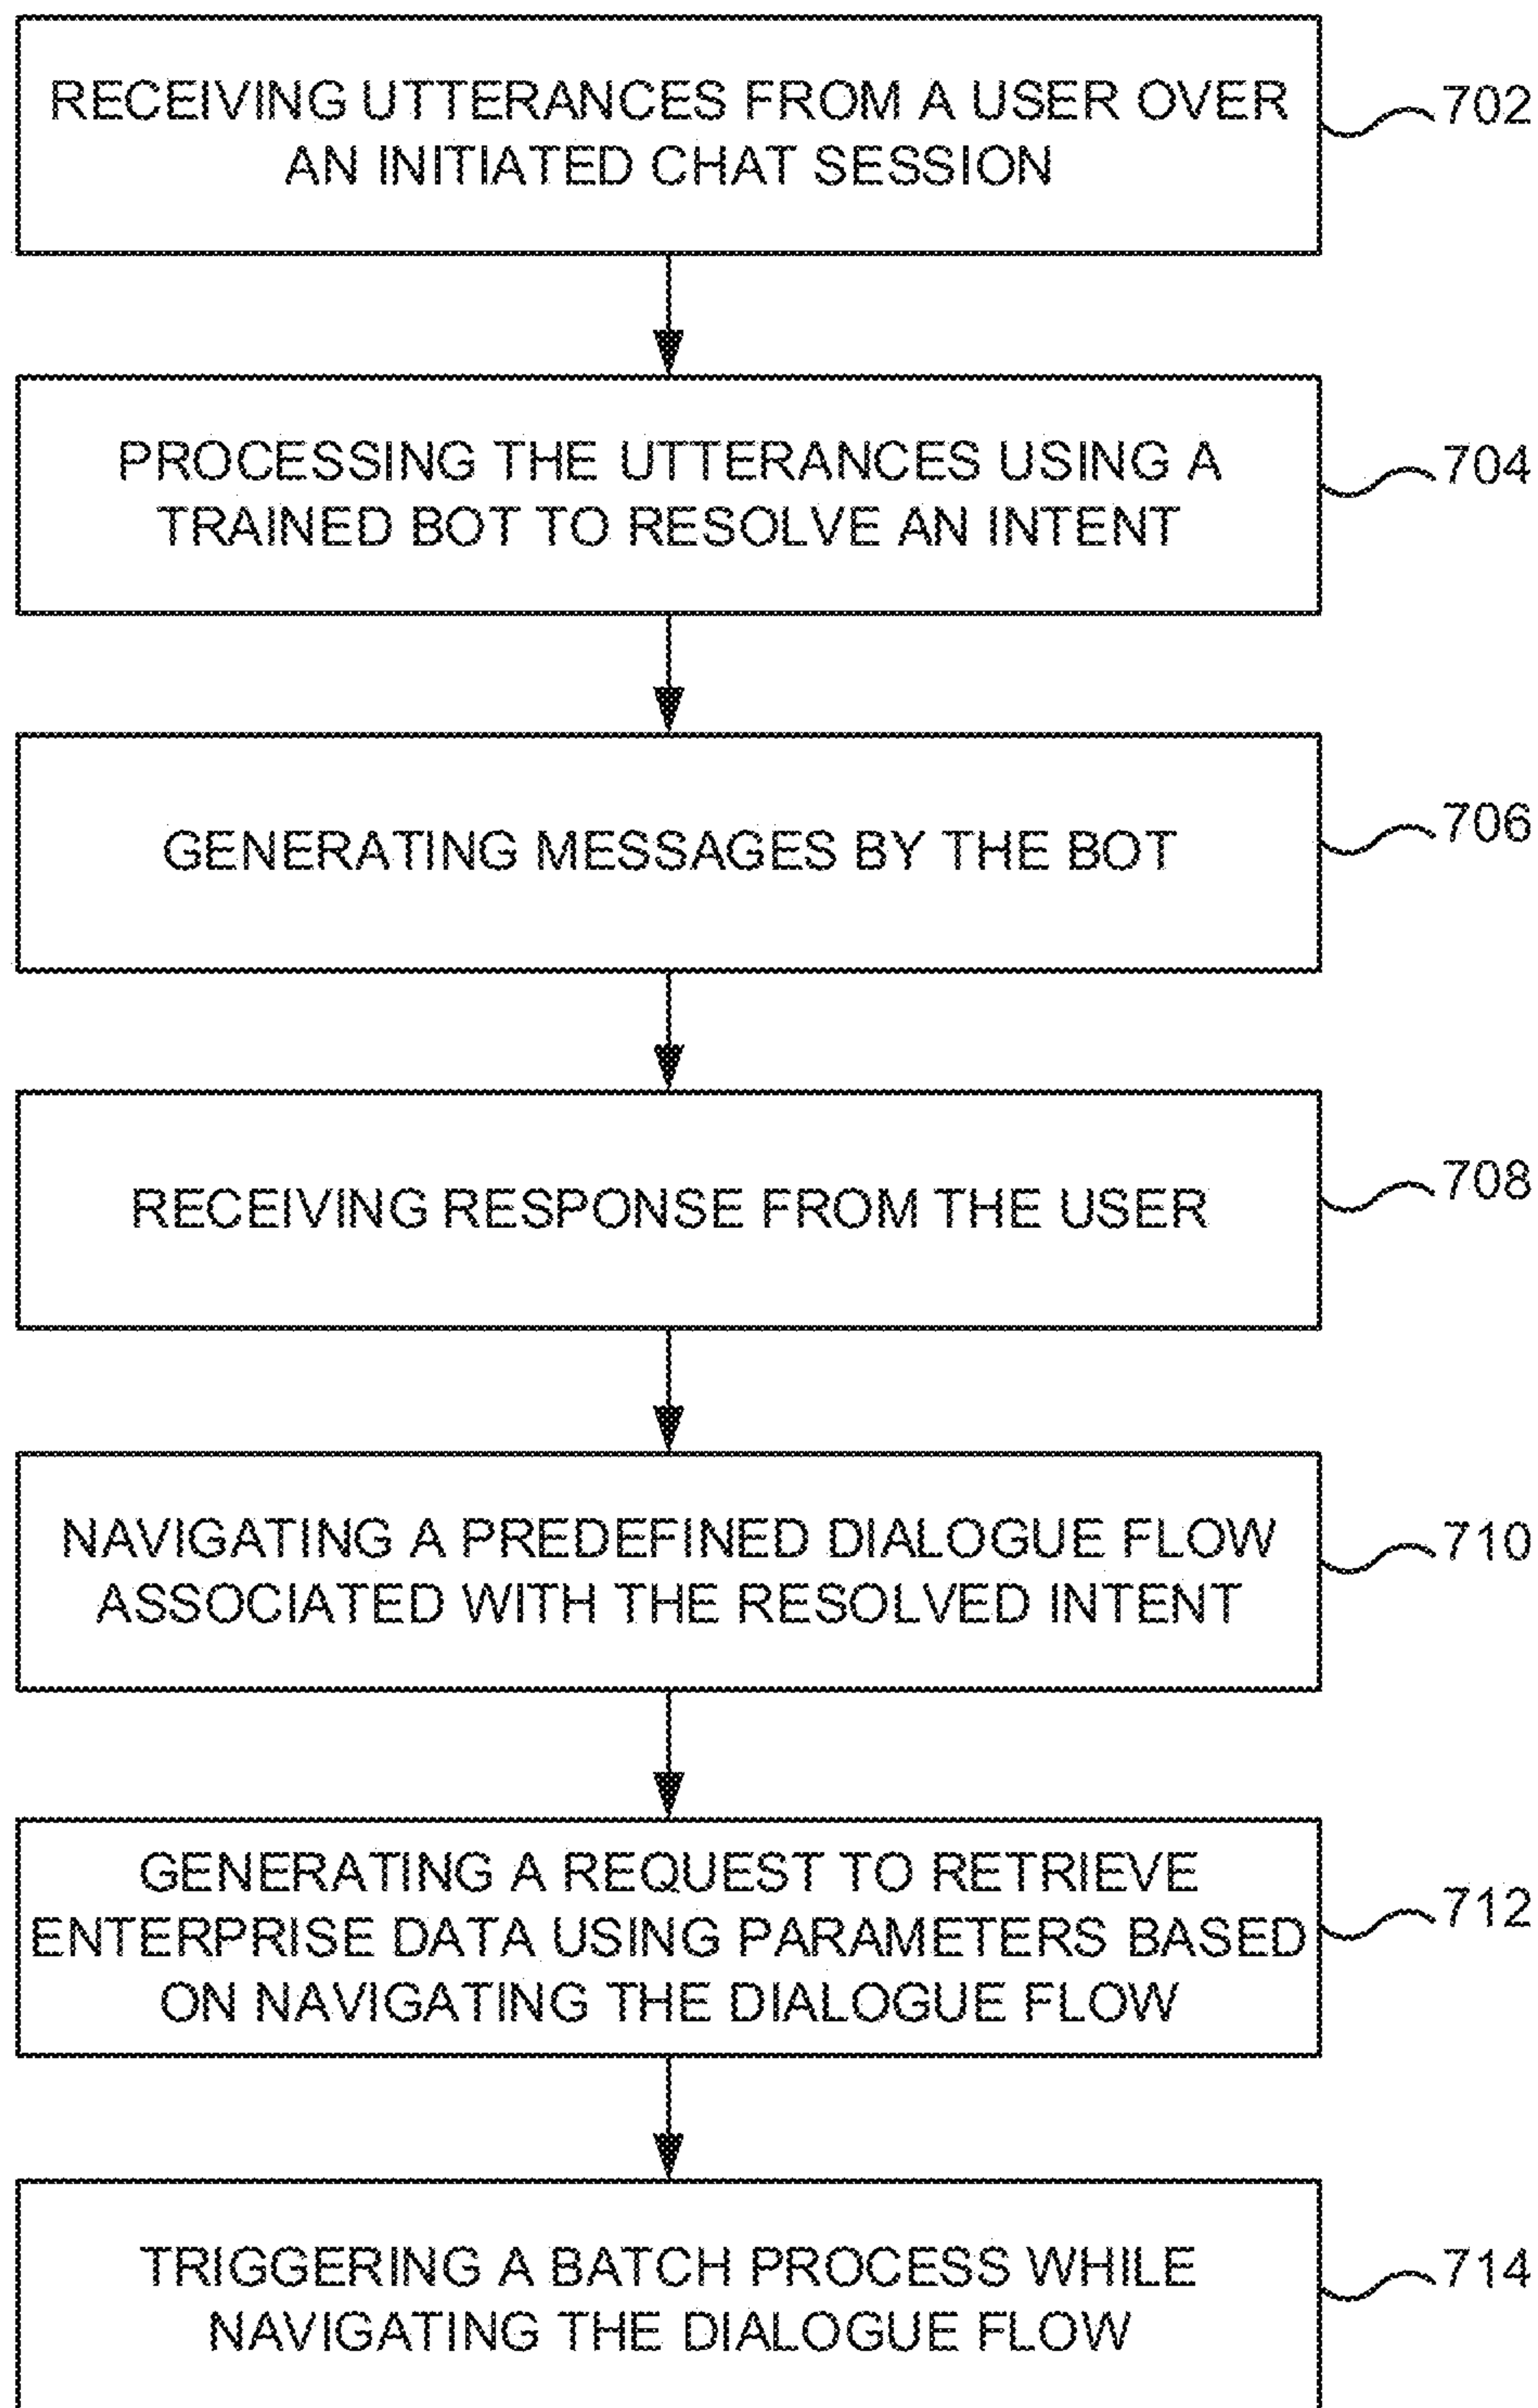 RECEIVING UTTERANCES FROM A USER OVER
AN INITIATED CHAT SESSION
702
PROCESSING THE UTTERANCES USING A
TRAINED BOT TO RESOLVE AN INTENT
704
GENERATING MESSAGES BY THE BOT
706
RECEIVING RESPONSE FROM THE USER
708
NAVIGATING A PREDEFINED DIALOGUE FLOW
ASSOCIATED WITH THE RESOLVED INTENT
710
GENERATING A REQUEST TO RETRIEVE
ENTERPRISE DATA USING PARAMETERS BASED
ON NAVIGATING THE DIALOGUE FLOW
712
TRIGGERING A BATCH PROCESS WHILE
NAVIGATING THE DIALOGUE FLOW
714